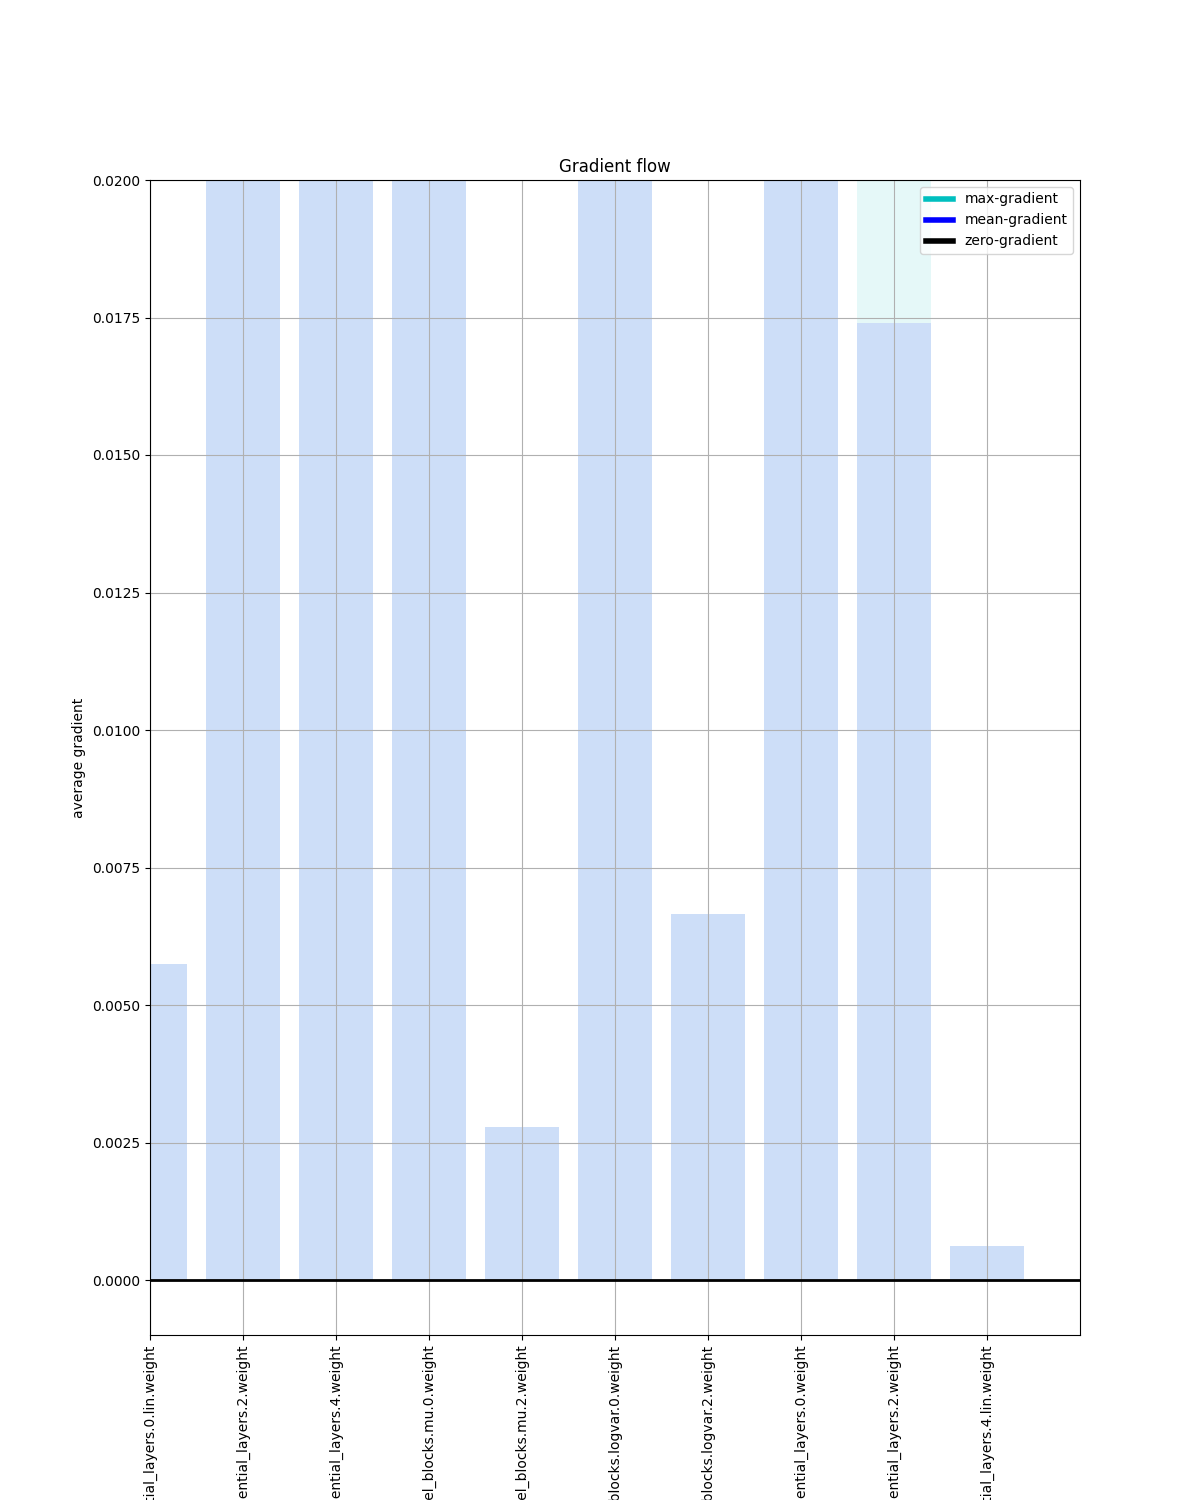 Gradient flow
max-gradient
mean-gradient
zero-gradient
0.0200
0.0175
0.0150
0.0125
0.0100
0.0075
0.0050
0.0025
0.0000
average gradient
tial_layers.0.lin.weight
ential_layers.2.weight
ential_layers.4.weight
el_blocks.mu.0.weight
el_blocks.mu.2.weight
blocks.logvar.0.weight
blocks.logvar.2.weight
ential_layers.0.weight
ential_layers.2.weight
tial_layers.4.lin.weight